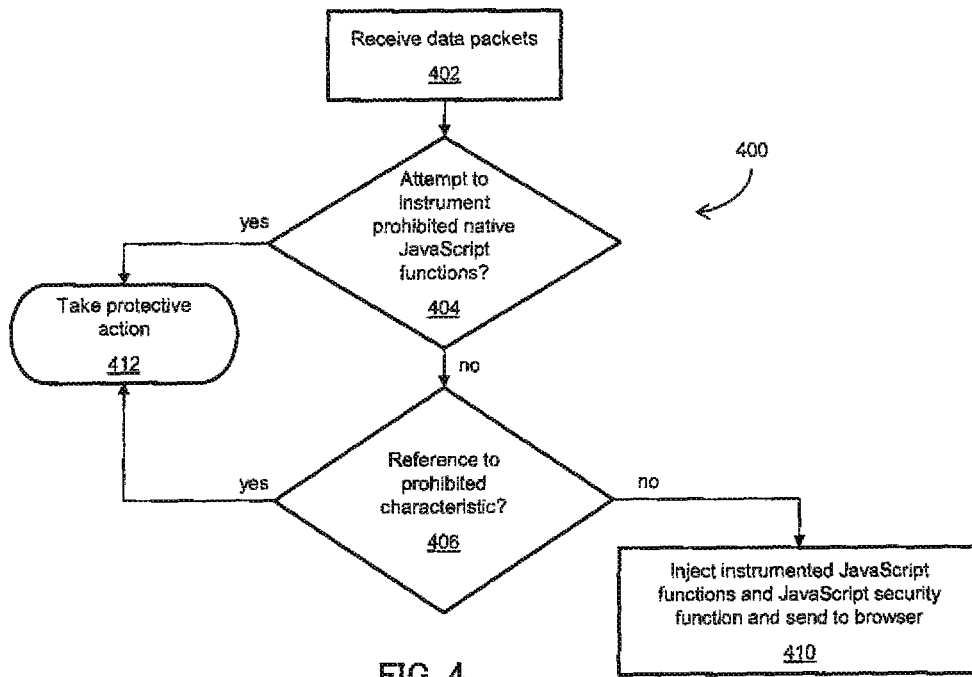 Receive data packets
402
400
Attempt to
instrument
prohibited native
JavaScript
functions?
404
yes
no
Take protective
action
412
Reference to
prohibited
characteristic?
406
yes
no
Inject instrumented JavaScript
functions and JavaScript security
function and send to browser
410
FIG. 4